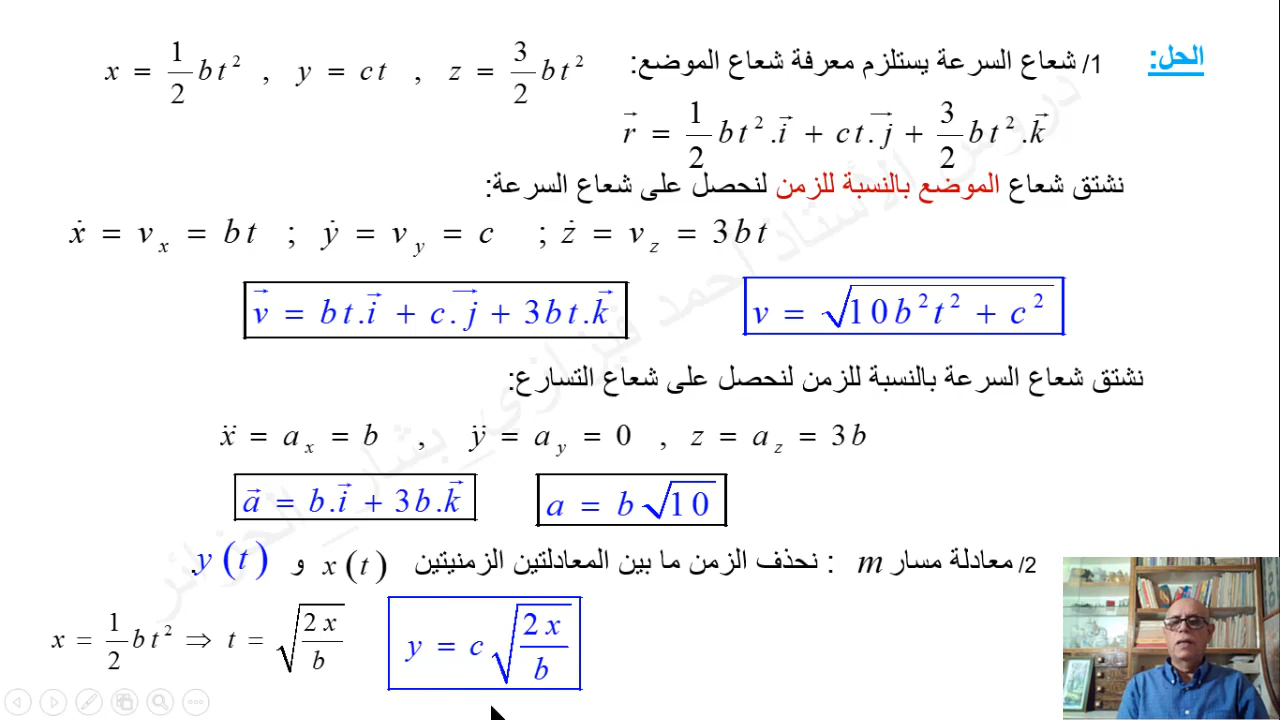 الحل:
1/ شعاع السرعة يستلزم معرفة شعاع الموضع: x = 1/2 bt² , y = ct , z = 3/2 bt²
r⃗ = 1/2 bt².i⃗ + ct.j⃗ + 3/2 bt².k⃗
نشتق شعاع الموضع بالنسبة للزمن لنحصل على شعاع السرعة:
ẋ = vₓ = bt ; ẏ = v_y = c ; ż = v_z = 3bt
v⃗ = bt.i⃗ + c.j⃗ + 3bt.k⃗
v = √(10b²t² + c²)
نشتق شعاع السرعة بالنسبة للزمن لنحصل على شعاع التسارع:
ẍ = aₓ = b , ÿ = a_y = 0 , z = a_z = 3b
a⃗ = b.i⃗ + 3b.k⃗
a = b√10
2/ معادلة مسار m : نحذف الزمن ما بين المعادلتين الزمنيتين x(t) و y(t).
x = 1/2 bt² ⇒ t = √(2x/b)
y = c√(2x/b)